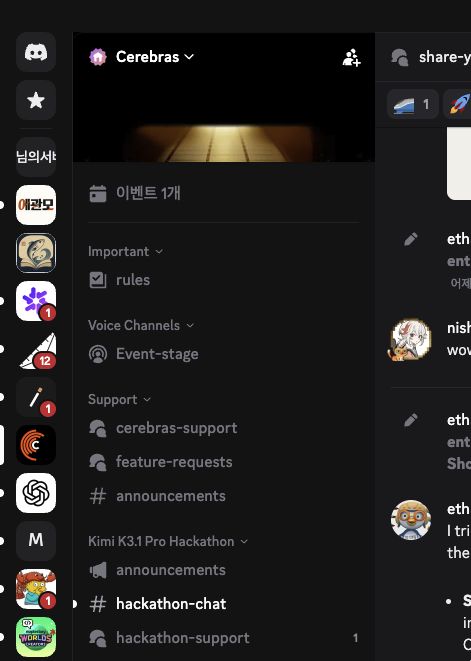 Cerebras
share-y
1
님의서버
애관모
이벤트 1개
Important
rules
Voice Channels
Event-stage
Support
cerebras-support
feature-requests
announcements
Kimi K3.1 Pro Hackathon
announcements
hackathon-chat
hackathon-support
1
1
12
1
M
1
WORLDS
eth
ent
어제
nish
wov
eth
ent
Sho
eth
I tri
the
S
in
C